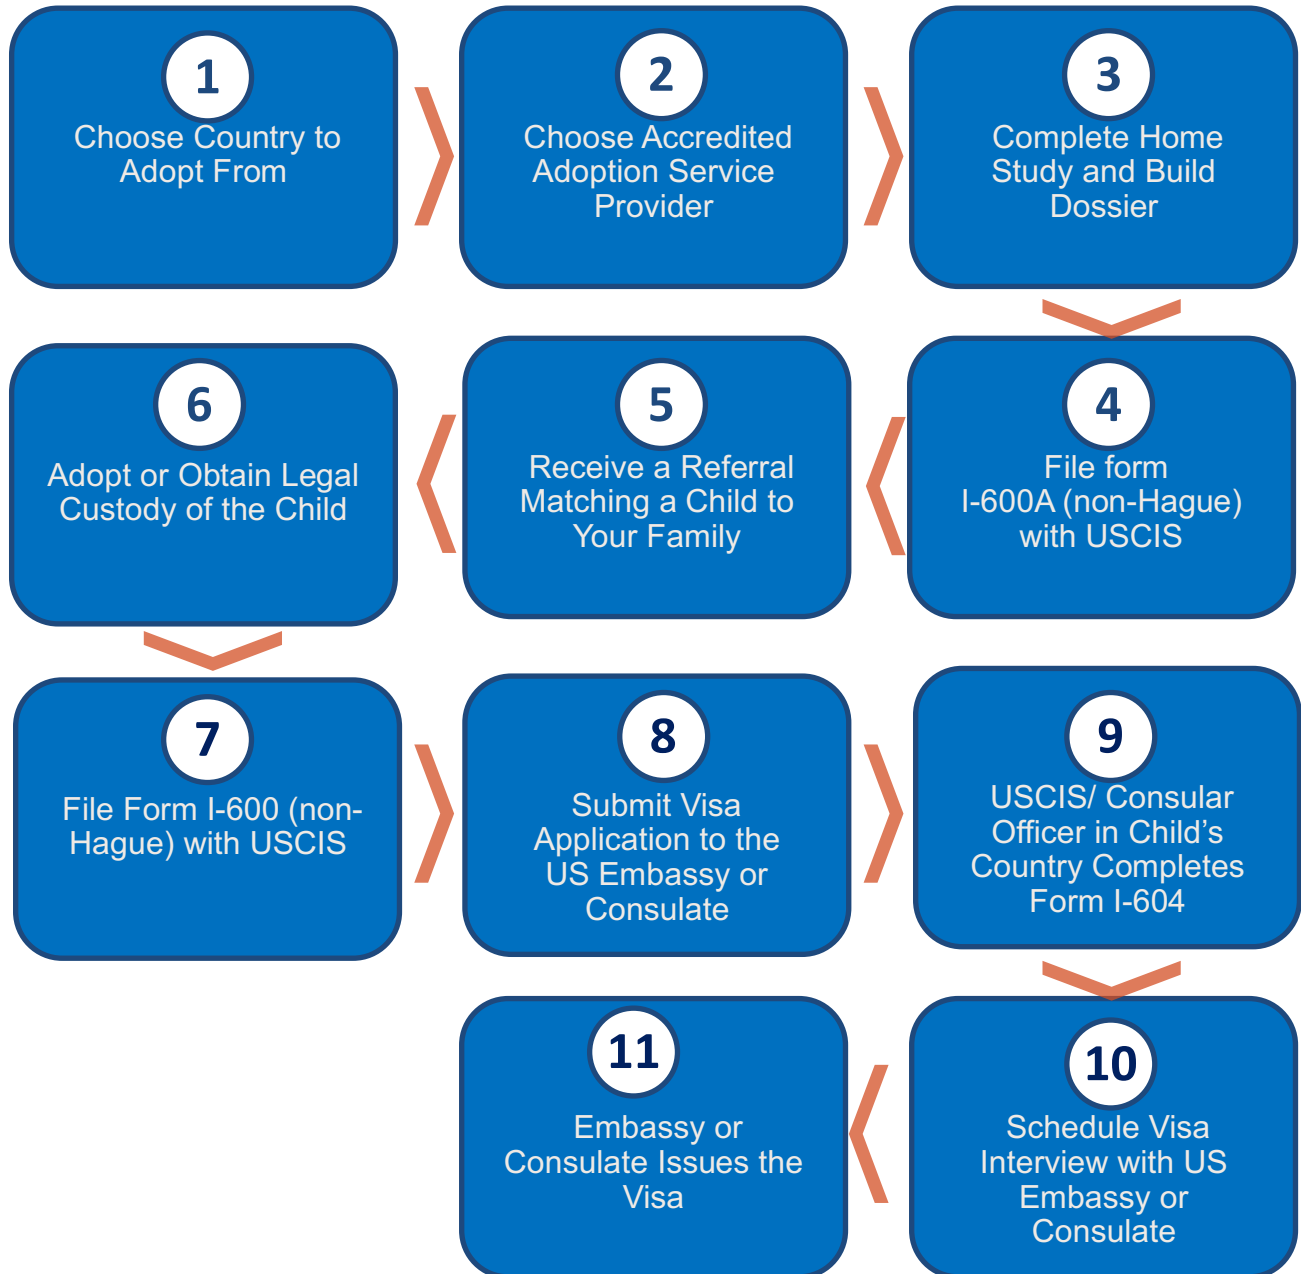 1
Choose Country to
Adopt From
2
Choose Accredited
Adoption Service
Provider
3
Complete Home
Study and Build
Dossier
4
File form
I-600A (non-Hague)
with USCIS
5
Receive a Referral
Matching a Child to
Your Family
6
Adopt or Obtain Legal
Custody of the Child
7
File Form I-600 (non-
Hague) with USCIS
8
Submit Visa
Application to the
US Embassy or
Consulate
9
USCIS/ Consular
Officer in Child’s
Country Completes
Form I-604
10
Schedule Visa
Interview with US
Embassy or
Consulate
11
Embassy or
Consulate Issues the
Visa